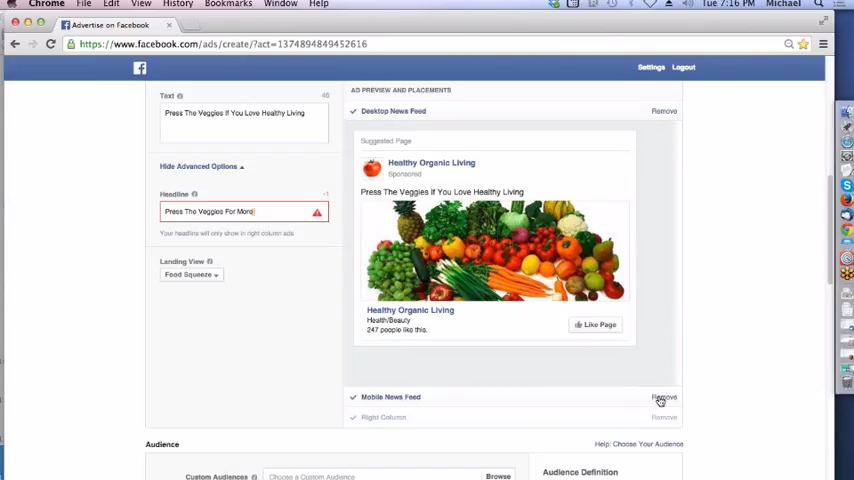 Chrome File Edit View History Bookmarks Window Help
Tue 7:16 PM Michael
Advertise on Facebook
https://www.facebook.com/ads/create/?act=1374894849452616
Settings Logout
Text 46
Press The Veggies If You Love Healthy Living
Hide Advanced Options
Headline -1
Press The Veggies For More
Your headline will only show in right column ads
Landing View
Food Squeeze
AD PREVIEW AND PLACEMENTS
Desktop News Feed Remove
Suggested Page
Healthy Organic Living
Sponsored
Press The Veggies If You Love Healthy Living
Healthy Organic Living
Health/Beauty
247 people like this.
Like Page
Mobile News Feed Remove
Right Column Remove
Audience
Help: Choose Your Audience
Custom Audiences Choose a Custom Audience Browse
Audience Definition